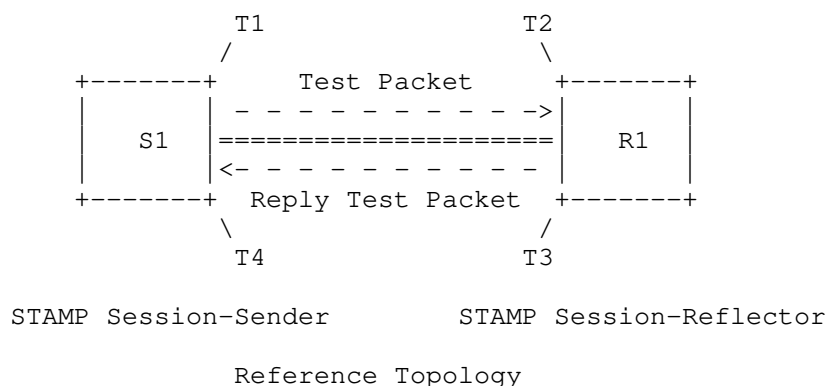 T1 T2
/ \
+-------+ Test Packet +-------+
| | - - - - - - - - - ->| |
| S1 |=====================| R1 |
| |<- - - - - - - - - - | |
+-------+ Reply Test Packet +-------+
\ /
T4 T3
STAMP Session-Sender STAMP Session-Reflector
Reference Topology